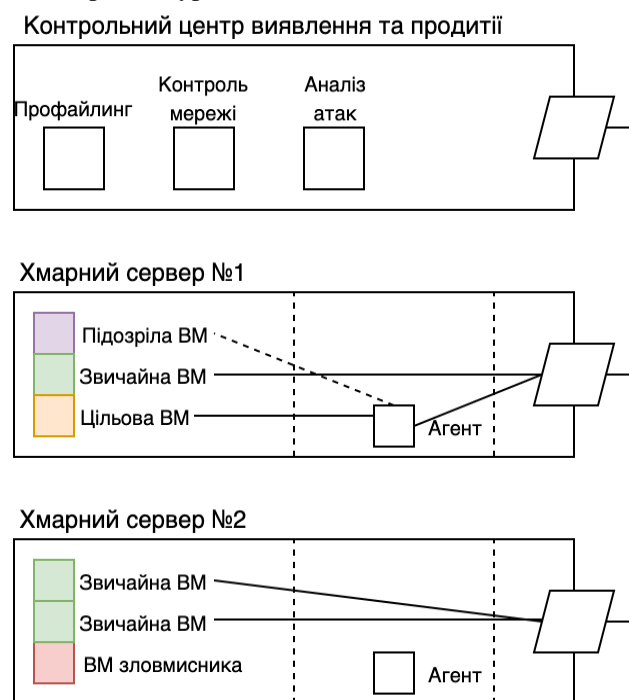 Контрольний центр виявлення та продитії
Профайлинг
Контроль
мережі
Аналіз
атак
Хмарний сервер №1
Підозріла ВМ
Звичайна ВМ
Цільова ВМ
Агент
Хмарний сервер №2
Звичайна ВМ
Звичайна ВМ
ВМ зловмисника
Агент